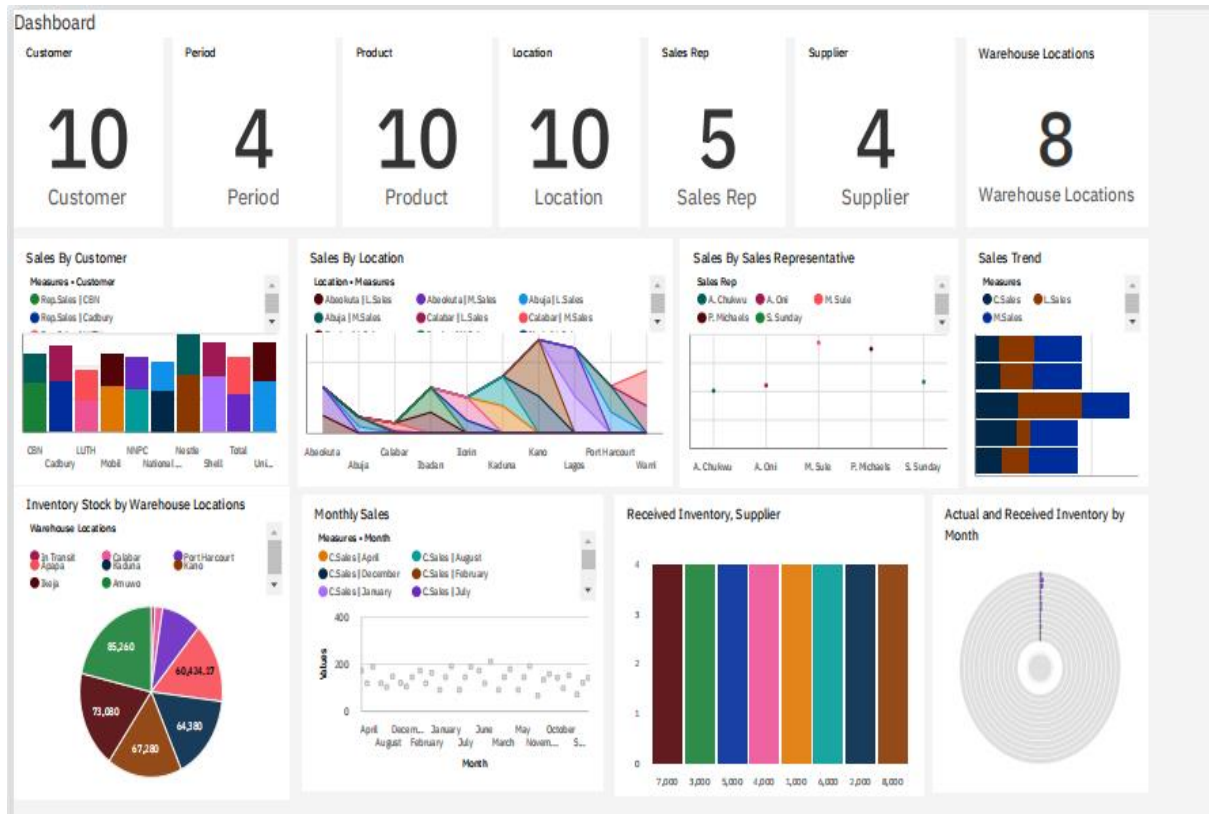 Dashboard
Customer Period Product Location Sales Rep Supplier Warehouse Locations
10 4 10 10 5 4 8
Customer Period Product Location Sales Rep Supplier Warehouse Locations
Sales By Customer
Measures • Customer
Rep.Sales | CBN
Rep.Sales | Cadbury
CBN LUTH NNPC Nestle Total
Cadbury Mobil National... Shell Uni...
Sales By Location
Location • Measures
Abeokuta | L.Sales Abeokuta | M.Sales Abuja | L.Sales
Abuja | M.Sales Calabar | L.Sales Calabar | M.Sales
Abeokuta Calabar Ilorin Kano Port Harcourt
Abuja Ibadan Kaduna Lagos Warri
Sales By Sales Representative
Sales Rep
A. Chukwu A. Oni M. Sule
P. Michaels S. Sunday
A. Chukwu A. Oni M. Sule P. Michaels S. Sunday
Sales Trend
Measures
C.Sales L.Sales
M.Sales
Inventory Stock by Warehouse Locations
Warehouse Locations
In Transit Calabar Port Harcourt
Apapa Kaduna Kano
Ikeja Amuwo
85,260
60,434.17
73,080
64,380
67,280
Monthly Sales
Measures • Month
C.Sales | April C.Sales | August
C.Sales | December C.Sales | February
C.Sales | January C.Sales | July
400
200
0
Values
April Decem... January June May October
August February July March Novem... S...
Month
Received Inventory, Supplier
4
3
2
1
0
7,000 3,000 5,000 4,000 1,000 6,000 2,000 8,000
Actual and Received Inventory by
Month